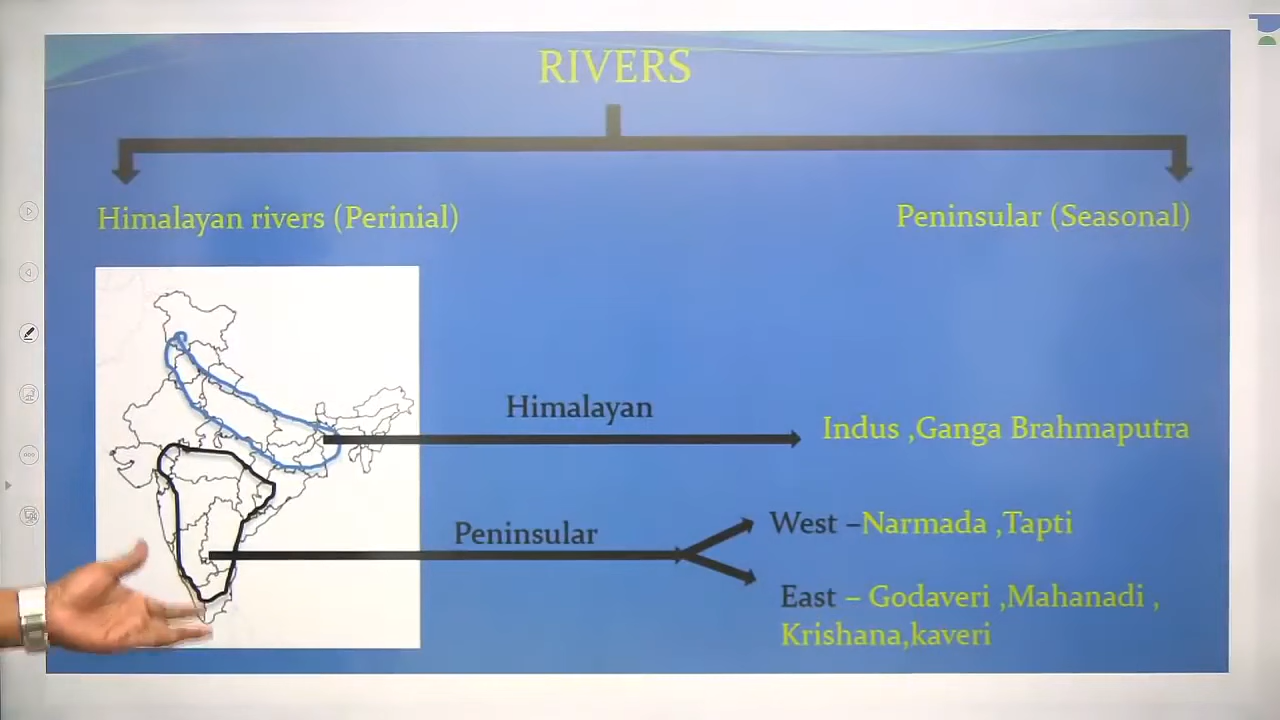 RIVERS
Himalayan rivers (Perinial)
Peninsular (Seasonal)
Himalayan
Indus ,Ganga Brahmaputra
Peninsular
West –Narmada ,Tapti
East – Godaveri ,Mahanadi ,
Krishana,kaveri